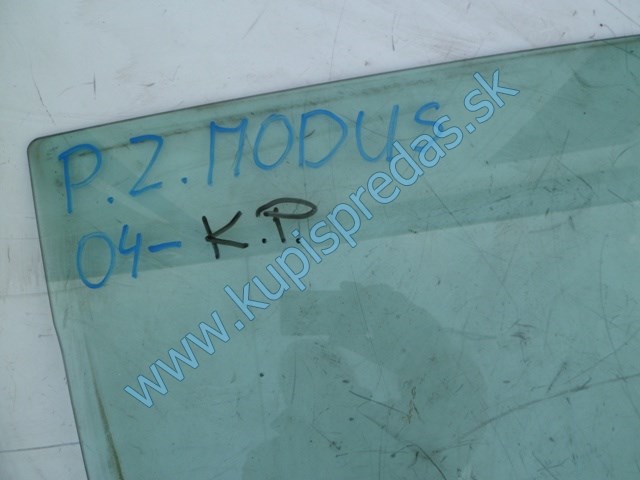 P.Z. MODUS
04- K.P.
www.kupispredas.sk